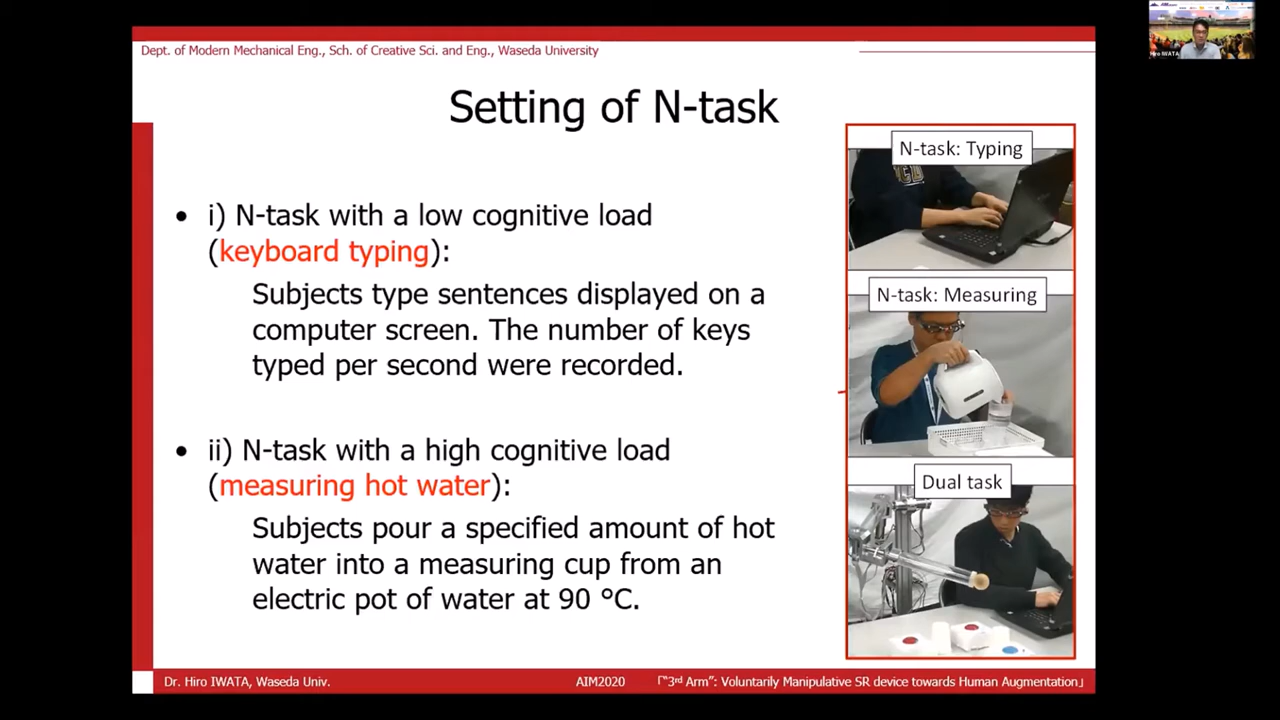 Dept. of Modern Mechanical Eng., Sch. of Creative Sci. and Eng., Waseda University
Setting of N-task
• i) N-task with a low cognitive load
(keyboard typing):
Subjects type sentences displayed on a
computer screen. The number of keys
typed per second were recorded.
• ii) N-task with a high cognitive load
(measuring hot water):
Subjects pour a specified amount of hot
water into a measuring cup from an
electric pot of water at 90 °C.
N-task: Typing
N-task: Measuring
Dual task
Dr. Hiro IWATA, Waseda Univ.
AIM2020
「“3rd Arm”: Voluntarily Manipulative SR device towards Human Augmentation」
Hiro IWATA